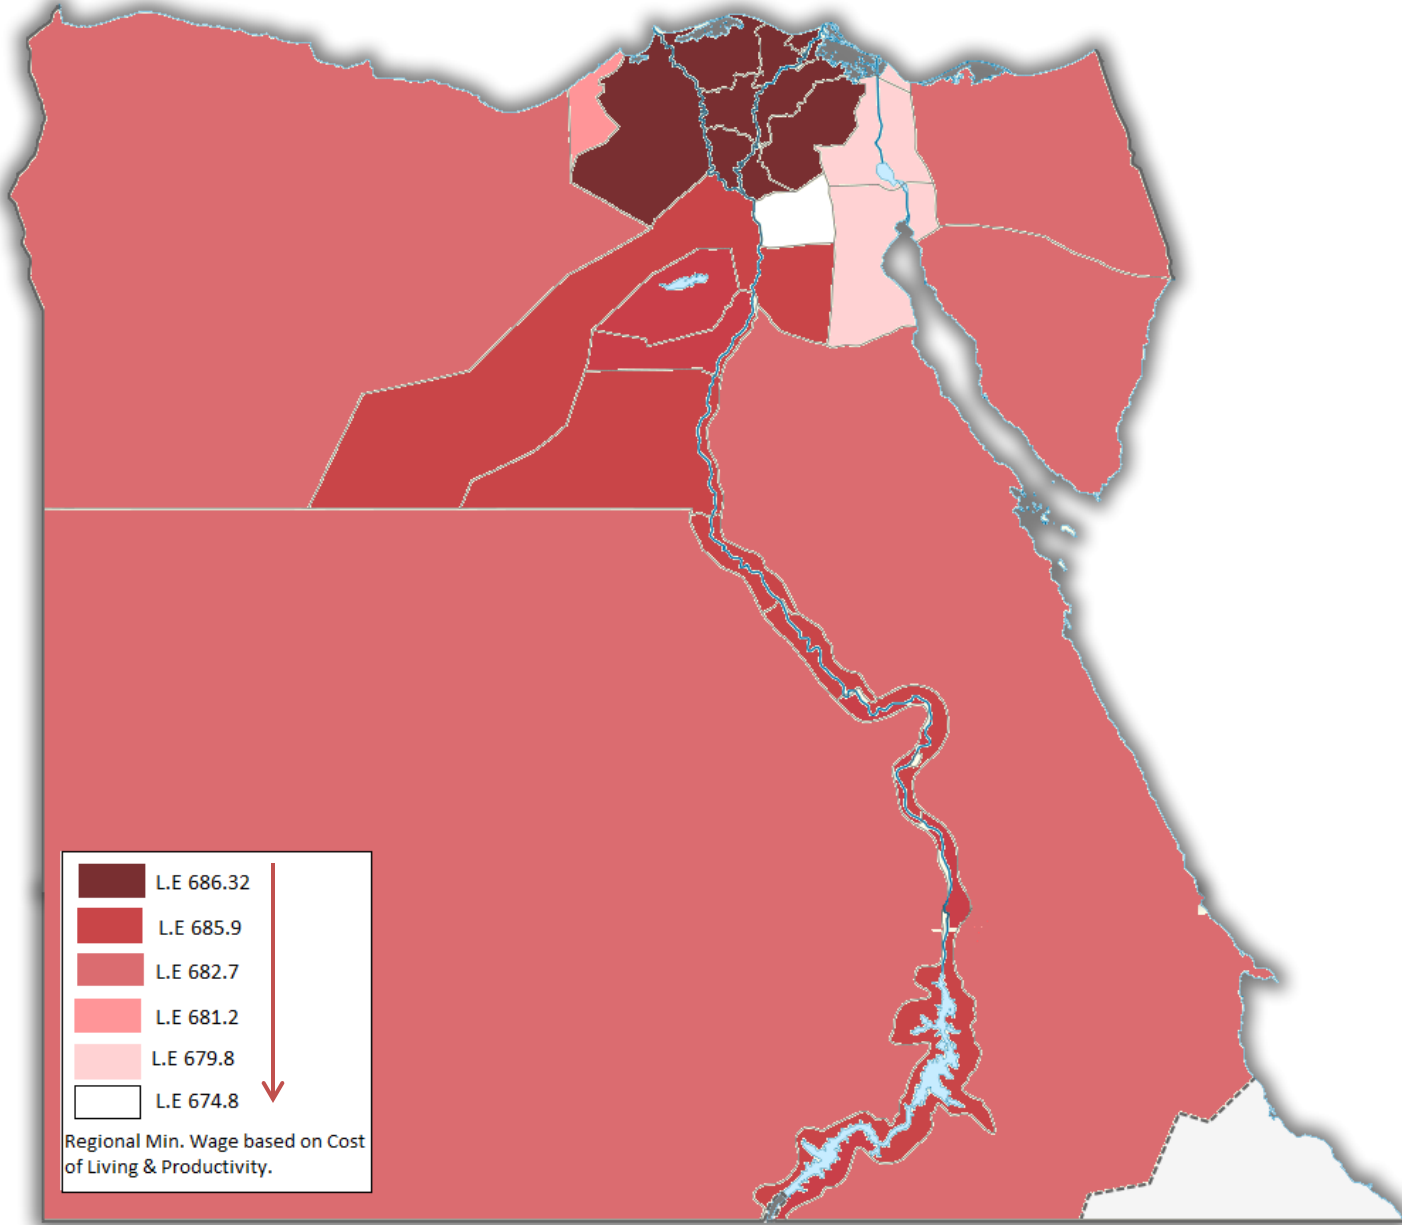 L.E 686.32
L.E 685.9
L.E 682.7
L.E 681.2
L.E 679.8
L.E 674.8
Regional Min. Wage based on Cost
of Living & Productivity.